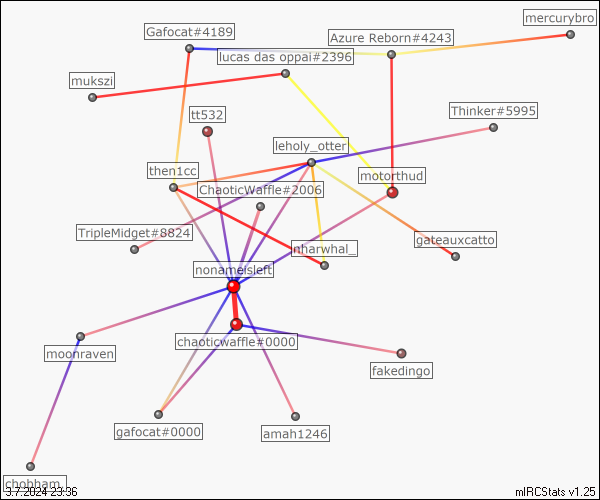 mercurybro
Gafocat#4189
Azure Reborn#4243
lucas das oppai#2396
mukszi
Thinker#5995
tt532
leholy_otter
then1cc
motorthud
ChaoticWaffle#2006
TripleMidget#8824
gateauxcatto
nharwhal_
nonameisleft
chaoticwaffle#0000
moonraven
fakedingo
gafocat#0000
amah1246
chobham_
3.7.2024 23:36
mIRCStats v1.25